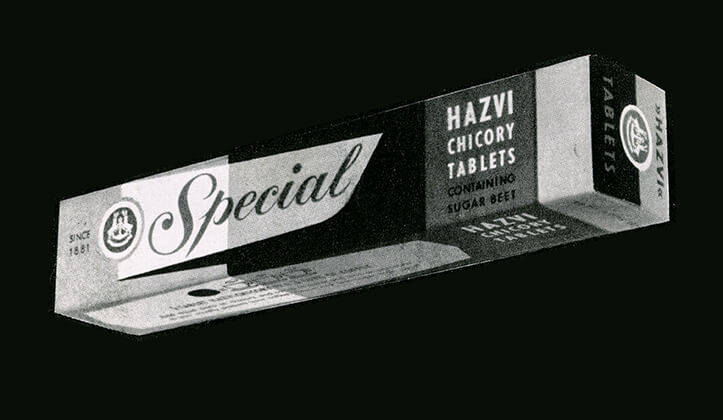 SINCE
1881
Special
HAZVI
CHICORY
TABLETS
CONTAINING
SUGAR BEET
HAZVI
CHICORY
TABLETS
TABLETS
»HAZVI«